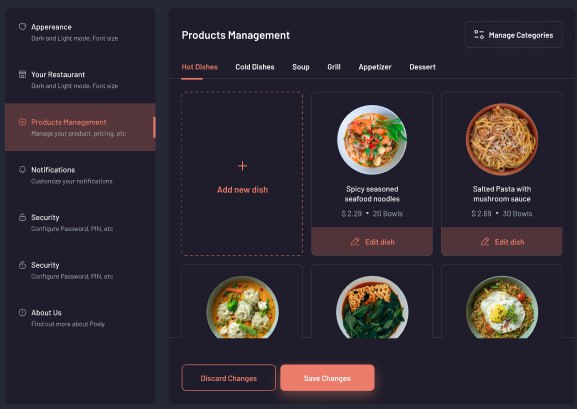 Appereance
Dark and Light mode, Font size
Your Restaurant
Dark and Light mode, Font size
Products Management
Manage your product, pricing, etc
Notifications
Customize your notifications
Security
Configure Password, PIN, etc
Security
Configure Password, PIN, etc
About Us
Find out more about Posly
Products Management
Manage Categories
Hot Dishes Cold Dishes Soup Grill Appetizer Dessert
Add new dish
Spicy seasoned
seafood noodles
$ 2.29 • 20 Bowls
Edit dish
Salted Pasta with
mushroom sauce
$ 2.69 • 30 Bowls
Edit dish
Discard Changes
Save Changes